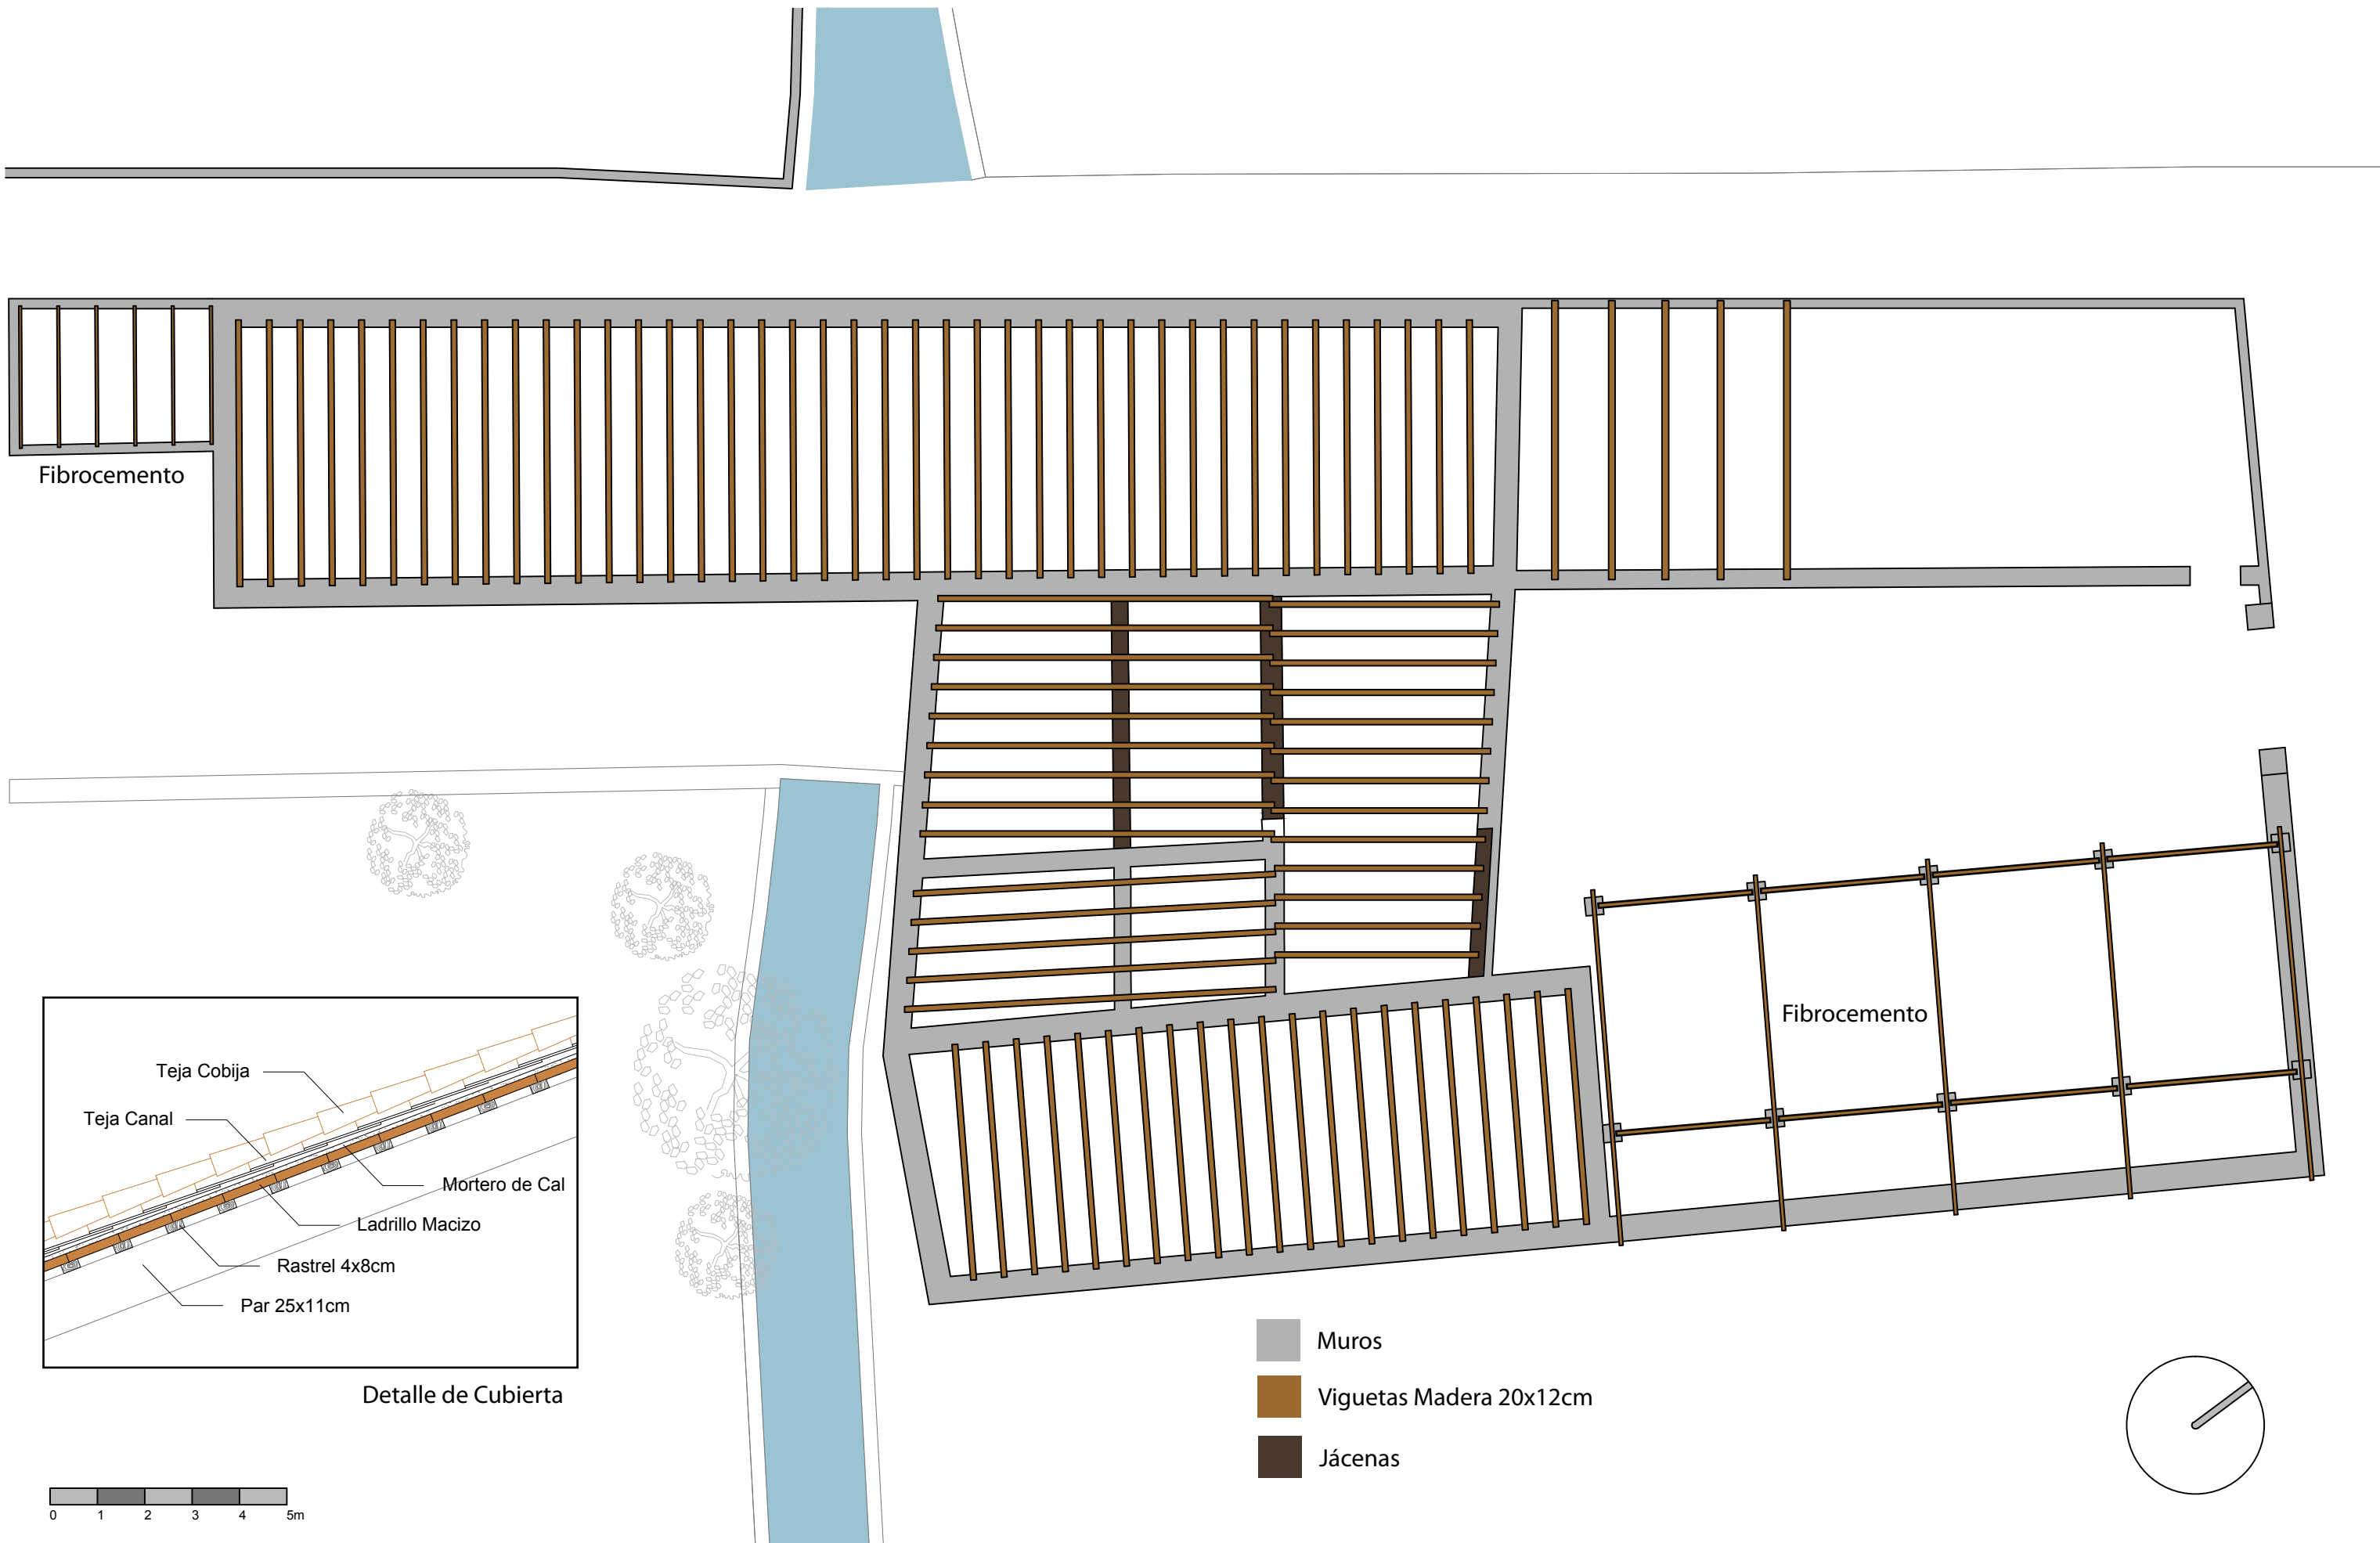 Fibrocemento
Fibrocemento
Teja Cobija
Teja Canal
Mortero de Cal
Ladrillo Macizo
Rastrel 4x8cm
Par 25x11cm
Detalle de Cubierta
Muros
Viguetas Madera 20x12cm
Jácenas
0 1 2 3 4 5m